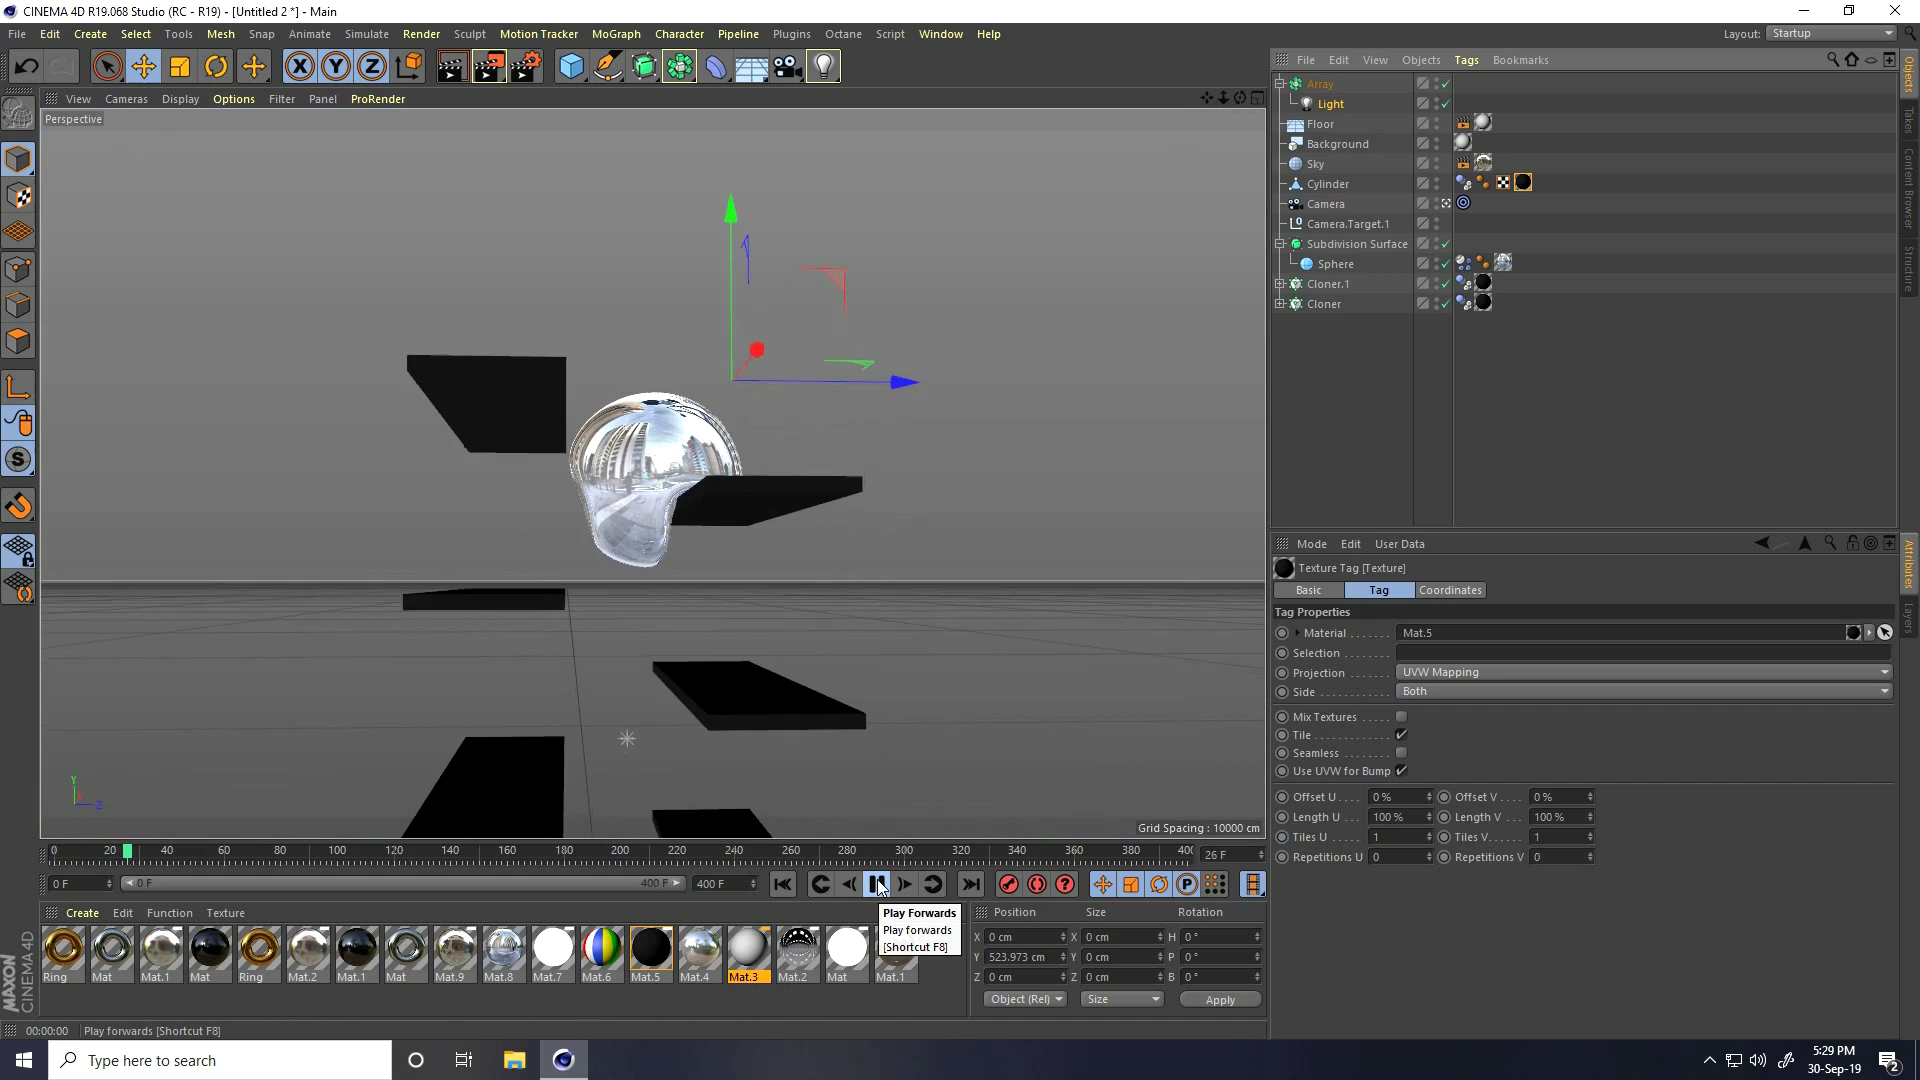 CINEMA 4D R19.068 Studio (RC - R19) - [Untitled 2 *] - Main
File Edit Create Select Tools Mesh Snap Animate Simulate Render Sculpt Motion Tracker MoGraph Character Pipeline Plugins Octane Script Window Help
Layout: Startup
View Cameras Display Options Filter Panel ProRender
Perspective
Grid Spacing : 10000 cm
Y
Z
0 20 40 60 80 100 120 140 160 180 200 220 240 260 280 300 320 340 360 380 400
26 F
0 F
0 F
400 F
400 F
Play Forwards
Play forwards
[Shortcut F8]
Create Edit Function Texture
Ring Mat Mat.1 Mat Ring Mat.2 Mat.1 Mat Mat.9 Mat.8 Mat.7 Mat.6 Mat.5 Mat.4 Mat.3 Mat.2 Mat Mat.1
Position Size Rotation
X 0 cm X 0 cm H 0 °
Y 523.973 cm Y 0 cm P 0 °
Z 0 cm Z 0 cm B 0 °
Object (Rel) Size Apply
MAXON
CINEMA 4D
00:00:00 Play forwards [Shortcut F8]
File Edit View Objects Tags Bookmarks
Array
Light
Floor
Background
Sky
Cylinder
Camera
Camera.Target.1
Subdivision Surface
Sphere
Cloner.1
Cloner
Objects
Takes
Content Browser
Structure
Mode Edit User Data
Texture Tag [Texture]
Basic Tag Coordinates
Tag Properties
Material . . . . . . . Mat.5
Selection . . . . . . .
Projection . . . . . . . UVW Mapping
Side . . . . . . . . . . . Both
Mix Textures . . . . .
Tile . . . . . . . . . . . .
Seamless . . . . . . .
Use UVW for Bump
Offset U . . . . 0 % Offset V . . . . 0 %
Length U . . . 100 % Length V . . . 100 %
Tiles U . . . . . 1 Tiles V. . . . . 1
Repetitions U 0 Repetitions V 0
Attributes
Layers
Type here to search
5:29 PM
30-Sep-19
2